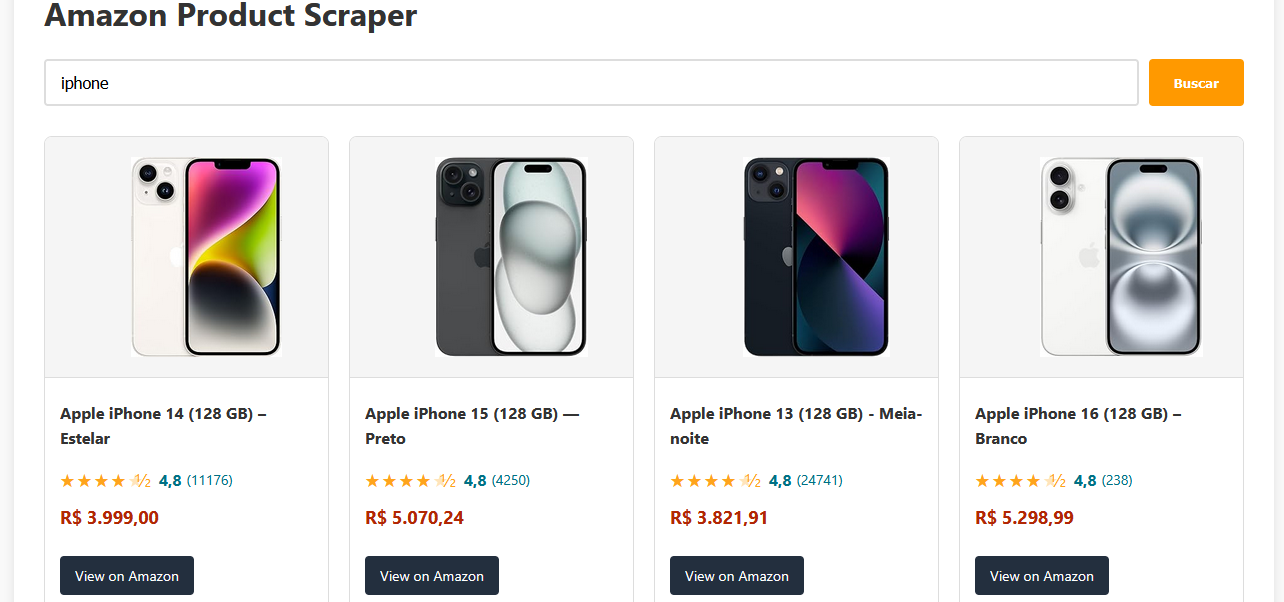 Amazon Product Scraper
iphone
Buscar
Apple iPhone 14 (128 GB) –
Estelar
★★★★★½ 4,8 (11176)
R$ 3.999,00
View on Amazon
Apple iPhone 15 (128 GB) —
Preto
★★★★★½ 4,8 (4250)
R$ 5.070,24
View on Amazon
Apple iPhone 13 (128 GB) - Meia-
noite
★★★★★½ 4,8 (24741)
R$ 3.821,91
View on Amazon
Apple iPhone 16 (128 GB) –
Branco
★★★★★½ 4,8 (238)
R$ 5.298,99
View on Amazon